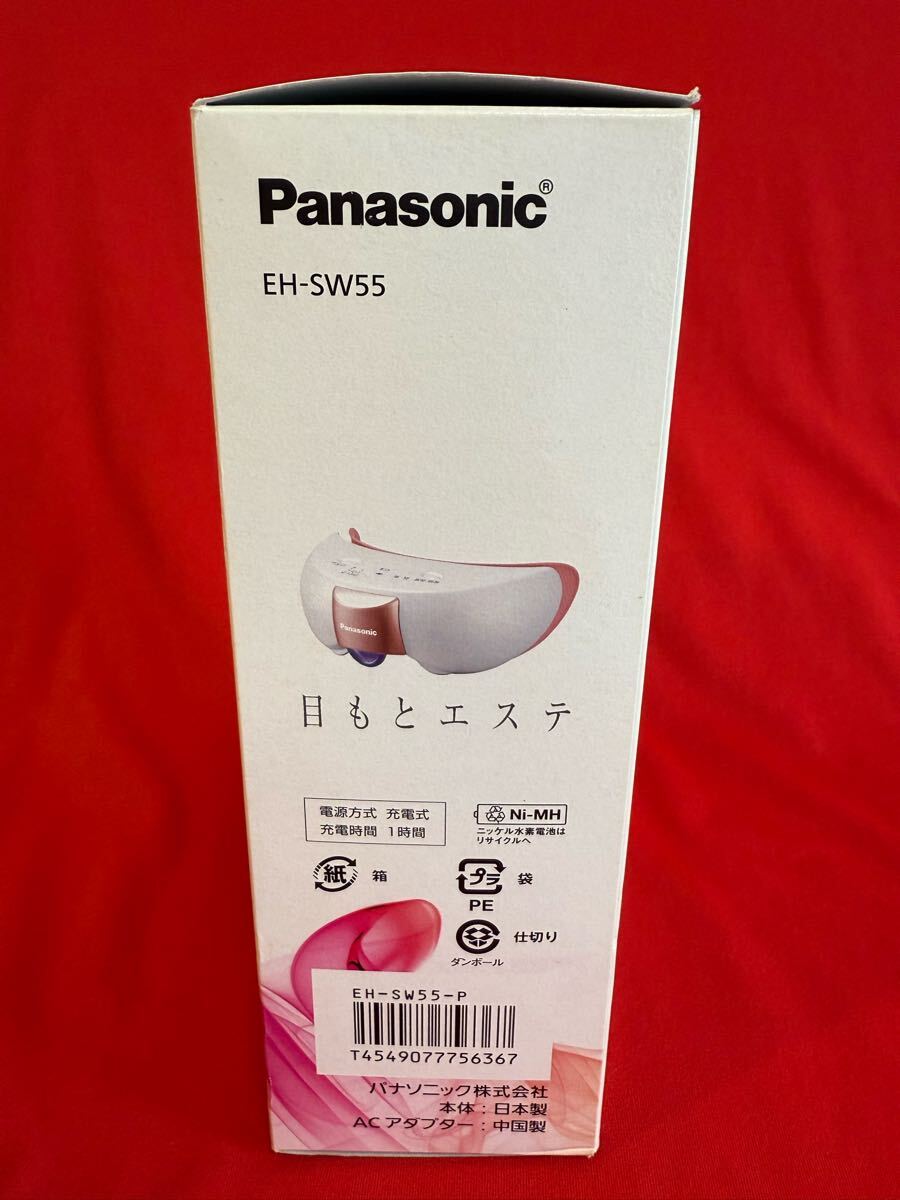 Panasonic®
EH-SW55
Panasonic
目もとエステ
電源方式 充電式
充電時間 1時間
Ni-MH
ニッケル水素電池は
リサイクルへ
紙 箱
プラ 袋
PE
仕切り
ダンボール
EH-SW55-P
T4549077756367
パナソニック株式会社
本体：日本製
ACアダプター：中国製